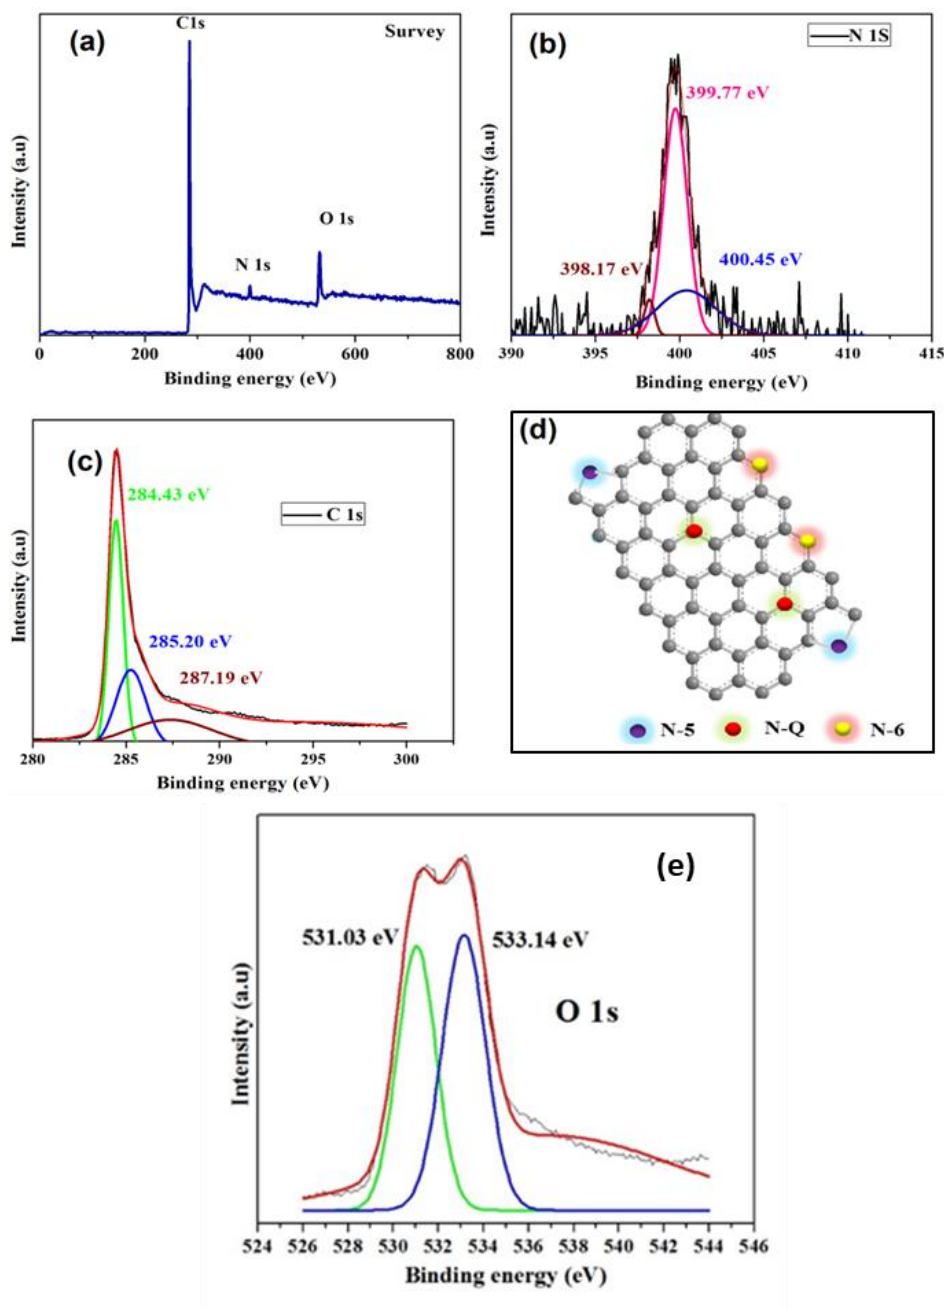 (a)
C1s
Survey
N 1s
O 1s
Intensity (a.u)
0 200 400 600 800
Binding energy (eV)
(b)
N 1S
399.77 eV
398.17 eV
400.45 eV
Intensity (a.u)
390 395 400 405 410 415
Binding energy (eV)
(c)
284.43 eV
C 1s
285.20 eV
287.19 eV
Intensity (a.u)
280 285 290 295 300
Binding energy (eV)
(d)
N-5 N-Q N-6
(e)
531.03 eV
533.14 eV
O 1s
Intensity (a.u)
524 526 528 530 532 534 536 538 540 542 544 546
Binding energy (eV)